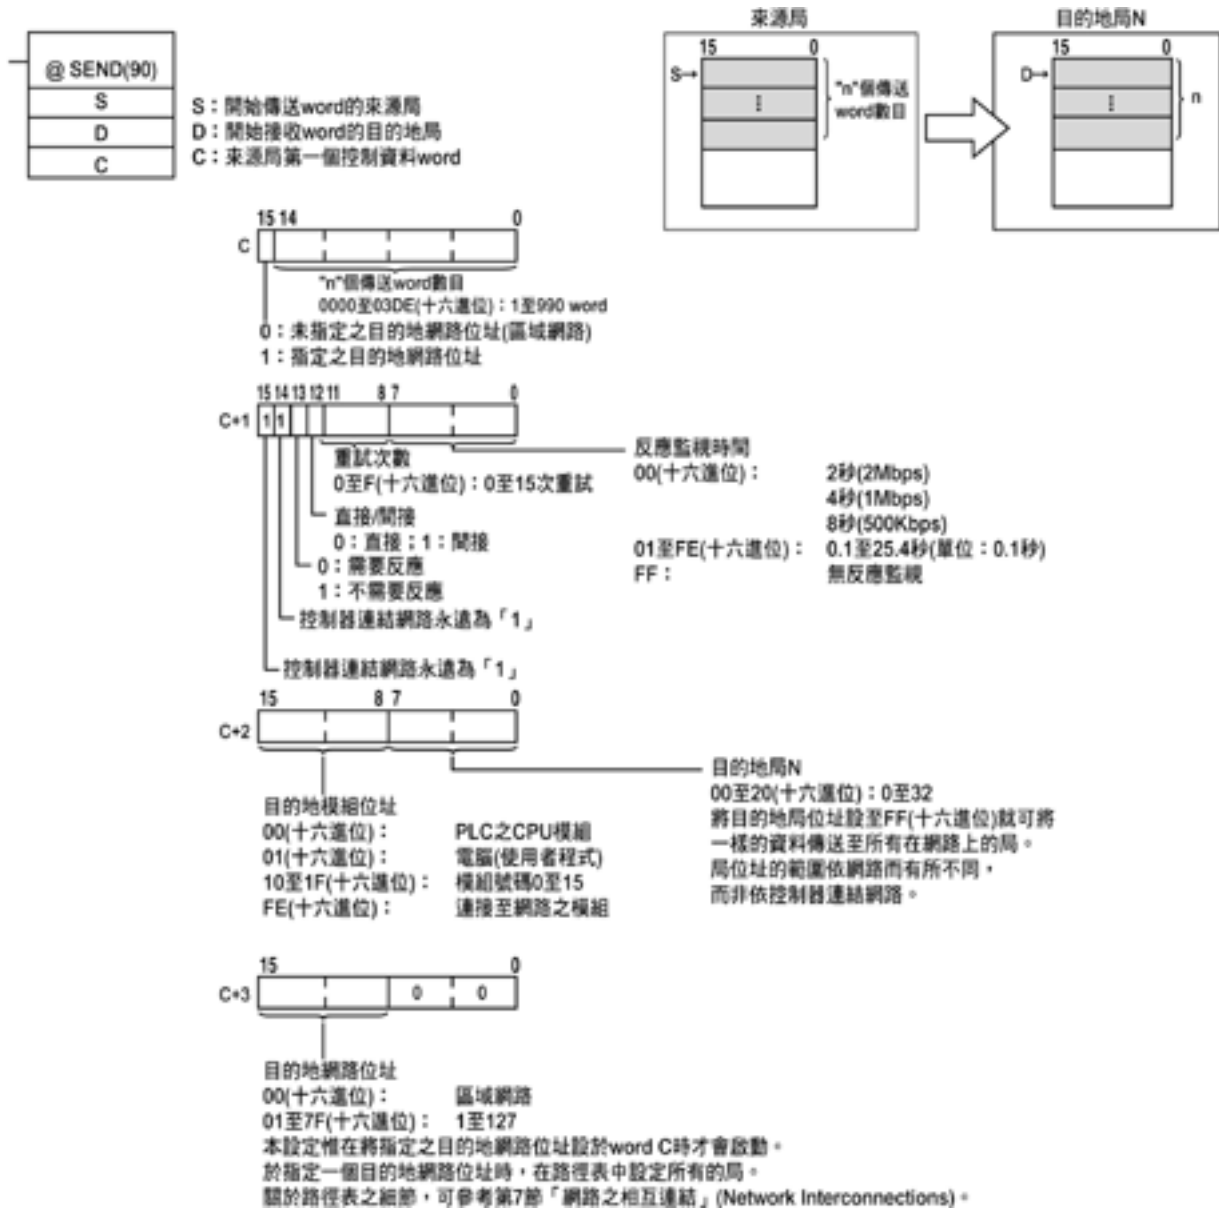 @ SEND(90)
S
D
C
S：開始傳送word的來源局
D：開始接收word的目的地局
C：來源局第一個控制資料word
來源局
15 0
S→
"n"個傳送
word數目
目的地局N
15 0
D→
n
15 14 0
C
"n"個傳送word數目
0000至03DE(十六進位)：1至990 word
0：未指定之目的地網路位址(區域網路)
1：指定之目的地網路位址
15 14 13 12 11 8 7 0
C+1 1 1
重試次數
0至F(十六進位)：0至15次重試
直接/間接
0：直接；1：間接
0：需要反應
1：不需要反應
控制器連結網路永遠為「1」
控制器連結網路永遠為「1」
反應監視時間
00(十六進位)： 2秒(2Mbps)
4秒(1Mbps)
8秒(500Kbps)
01至FE(十六進位)： 0.1至25.4秒(單位：0.1秒)
FF： 無反應監視
15 8 7 0
C+2
目的地模組位址
00(十六進位)： PLC之CPU模組
01(十六進位)： 電腦(使用者程式)
10至1F(十六進位)： 模組號碼0至15
FE(十六進位)： 連接至網路之模組
目的地局N
00至20(十六進位)：0至32
將目的地局位址設至FF(十六進位)就可將
一樣的資料傳送至所有在網路上的局。
局位址的範圍依網路而有所不同，
而非依控制器連結網路。
15 0
C+3 0 0
目的地網路位址
00(十六進位)： 區域網路
01至7F(十六進位)： 1至127
本設定惟在將指定之目的地網路位址設於word C時才會啟動。
於指定一個目的地網路位址時，在路徑表中設定所有的局。
關於路徑表之細節，可參考第7節「網路之相互連結」(Network Interconnections)。